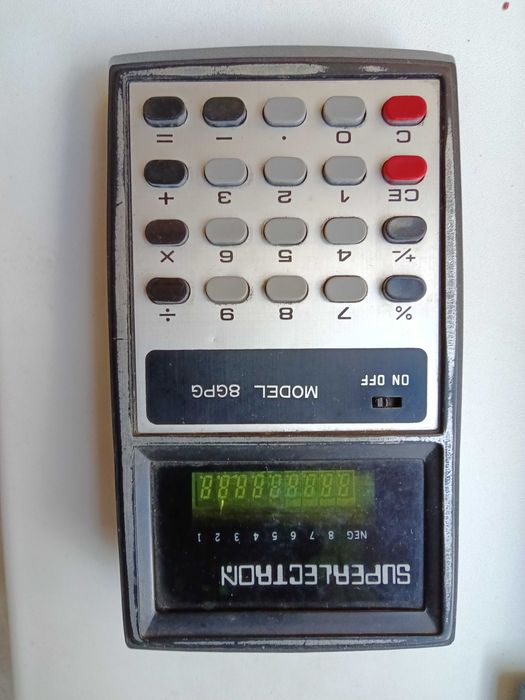 SUPERLECTRON
NEG 8 7 6 5 4 3 2 1
888888888
MODEL 8GPG
ON OFF
% 7 8 9 ÷
+/- 4 5 6 ×
CE 1 2 3 +
C 0 · - =